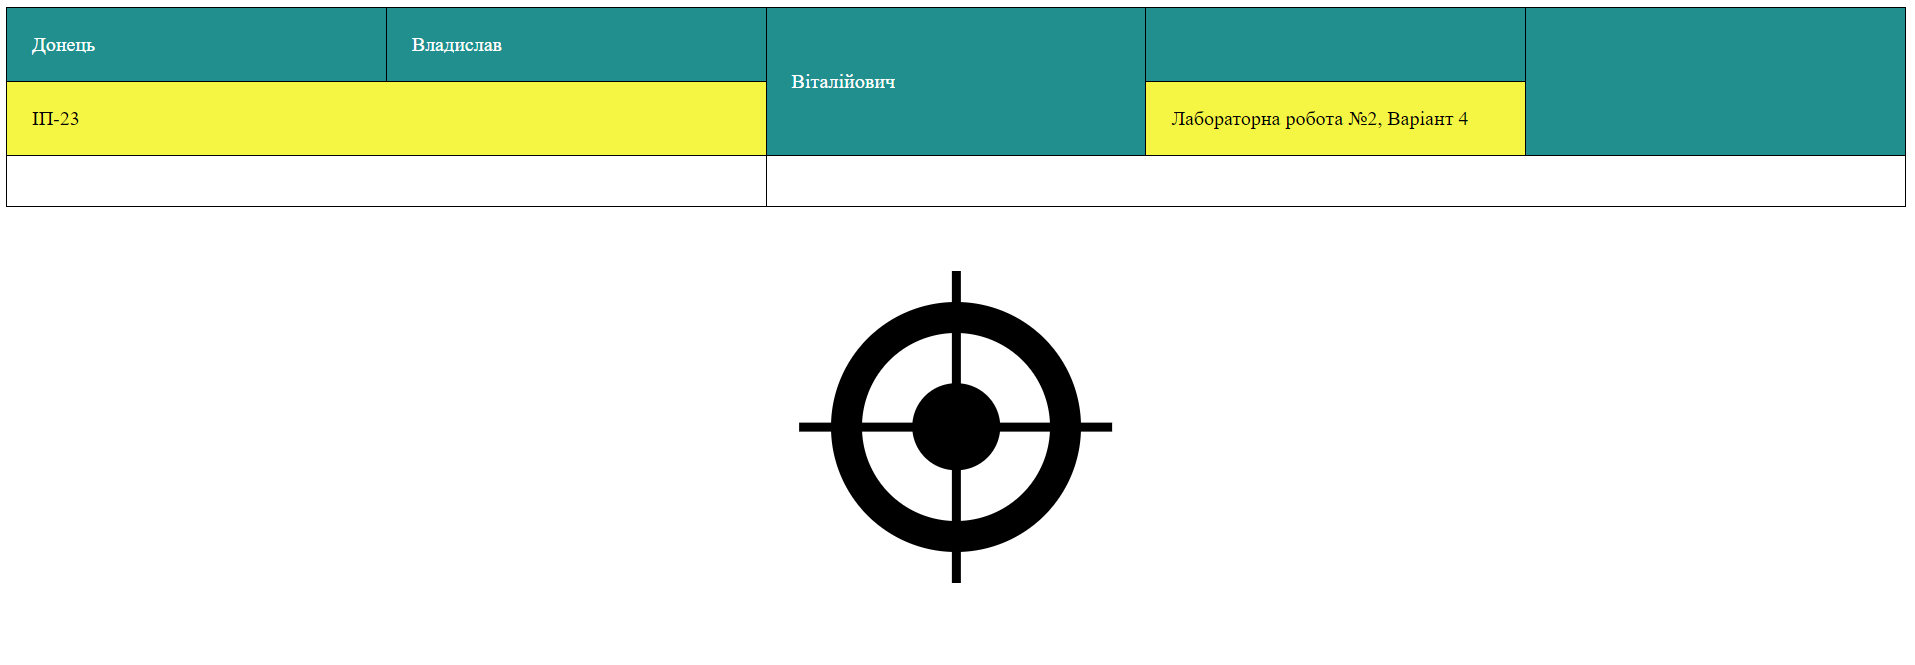 Донець
Владислав
Віталійович
ІП-23
Лабораторна робота №2, Варіант 4